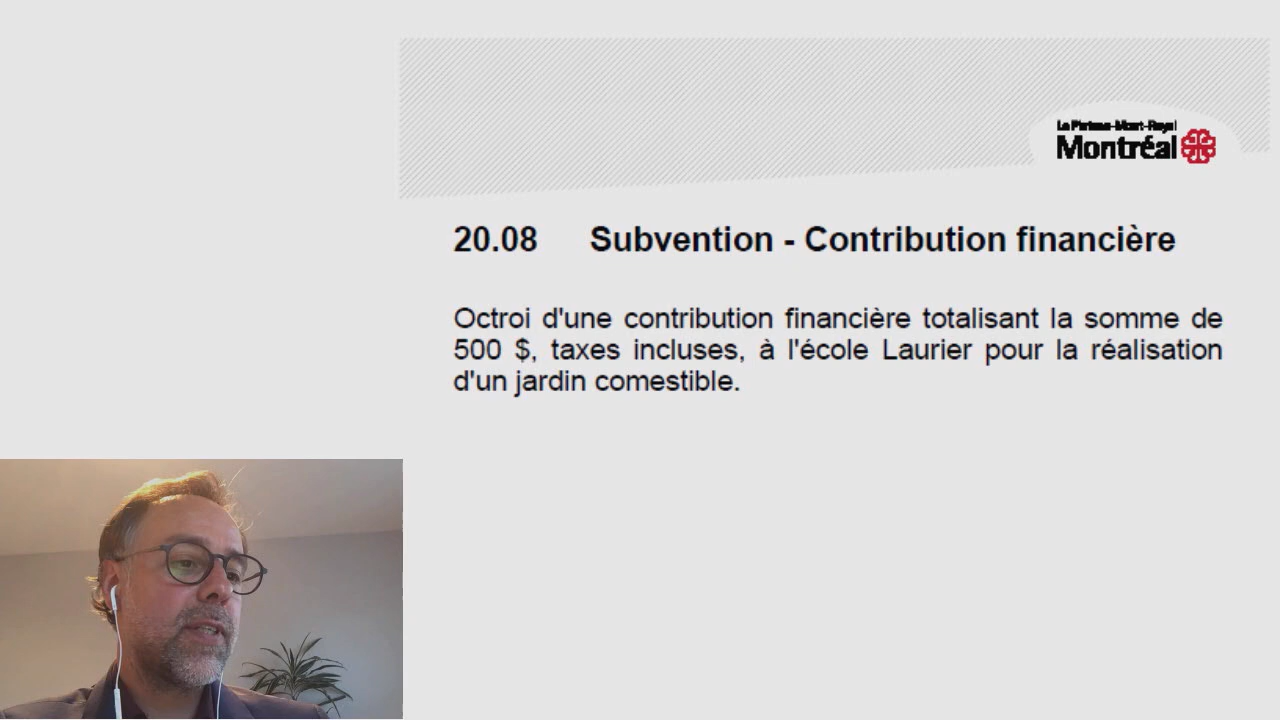 Le Plateau-Mont-Royal
Montréal
20.08 Subvention - Contribution financière
Octroi d'une contribution financière totalisant la somme de
500 $, taxes incluses, à l'école Laurier pour la réalisation
d'un jardin comestible.